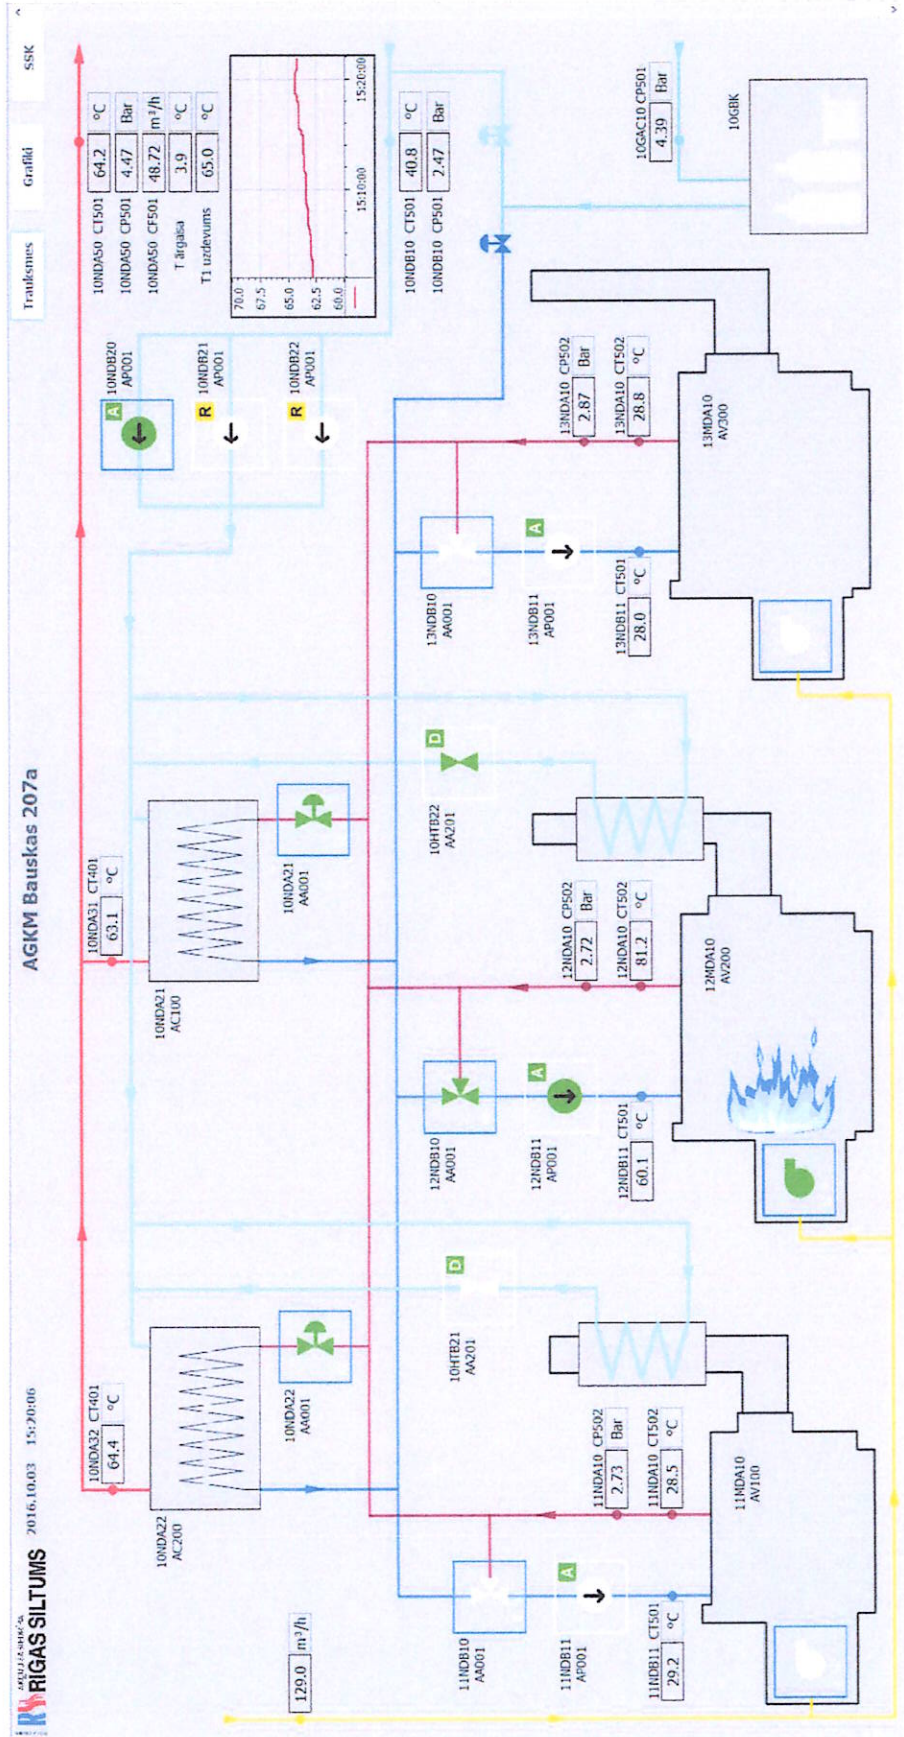 RĪGAS SILTUMS
2016.10.03 15:20:06
AGKM Bauskas 207a
Trauksmes
Grafiki
SSK
10NDA32 CT401
64.4 °C
10NDA31 CT401
63.1 °C
10NDA50 CT501 64.2 °C
10NDA50 CP501 4.47 Bar
10NDA50 CF501 48.72 m³/h
T ārgaisa 3.9 °C
T1 uzdevums 65.0 °C
70.0
67.5
65.0
62.5
60.0
15:10:00
15:20:00
10NDB20
AP001
A
10NDB21
AP001
R
10NDB22
AP001
R
10NDB10 CT501 40.8 °C
10NDB10 CP501 2.47 Bar
10GAC10 CP501
4.39 Bar
10GBK
10NDA22
AC200
10NDA21
AC100
10NDA22
AA001
10NDA21
AA001
129.0 m³/h
11NDB10
AA001
11NDB11
AP001
A
11NDB11 CT501
29.2 °C
11NDA10 CP502
2.73 Bar
11NDA10 CT502
28.5 °C
11MDA10
AV100
10HTB21
AA201
D
12NDB10
AA001
12NDB11
AP001
A
12NDB11 CT501
60.1 °C
12NDA10 CP502
2.72 Bar
12NDA10 CT502
81.2 °C
12MDA10
AV200
10HTB22
AA201
D
13NDB10
AA001
13NDB11
AP001
A
13NDB11 CT501
28.0 °C
13NDA10 CP502
2.87 Bar
13NDA10 CT502
28.8 °C
13MDA10
AV300